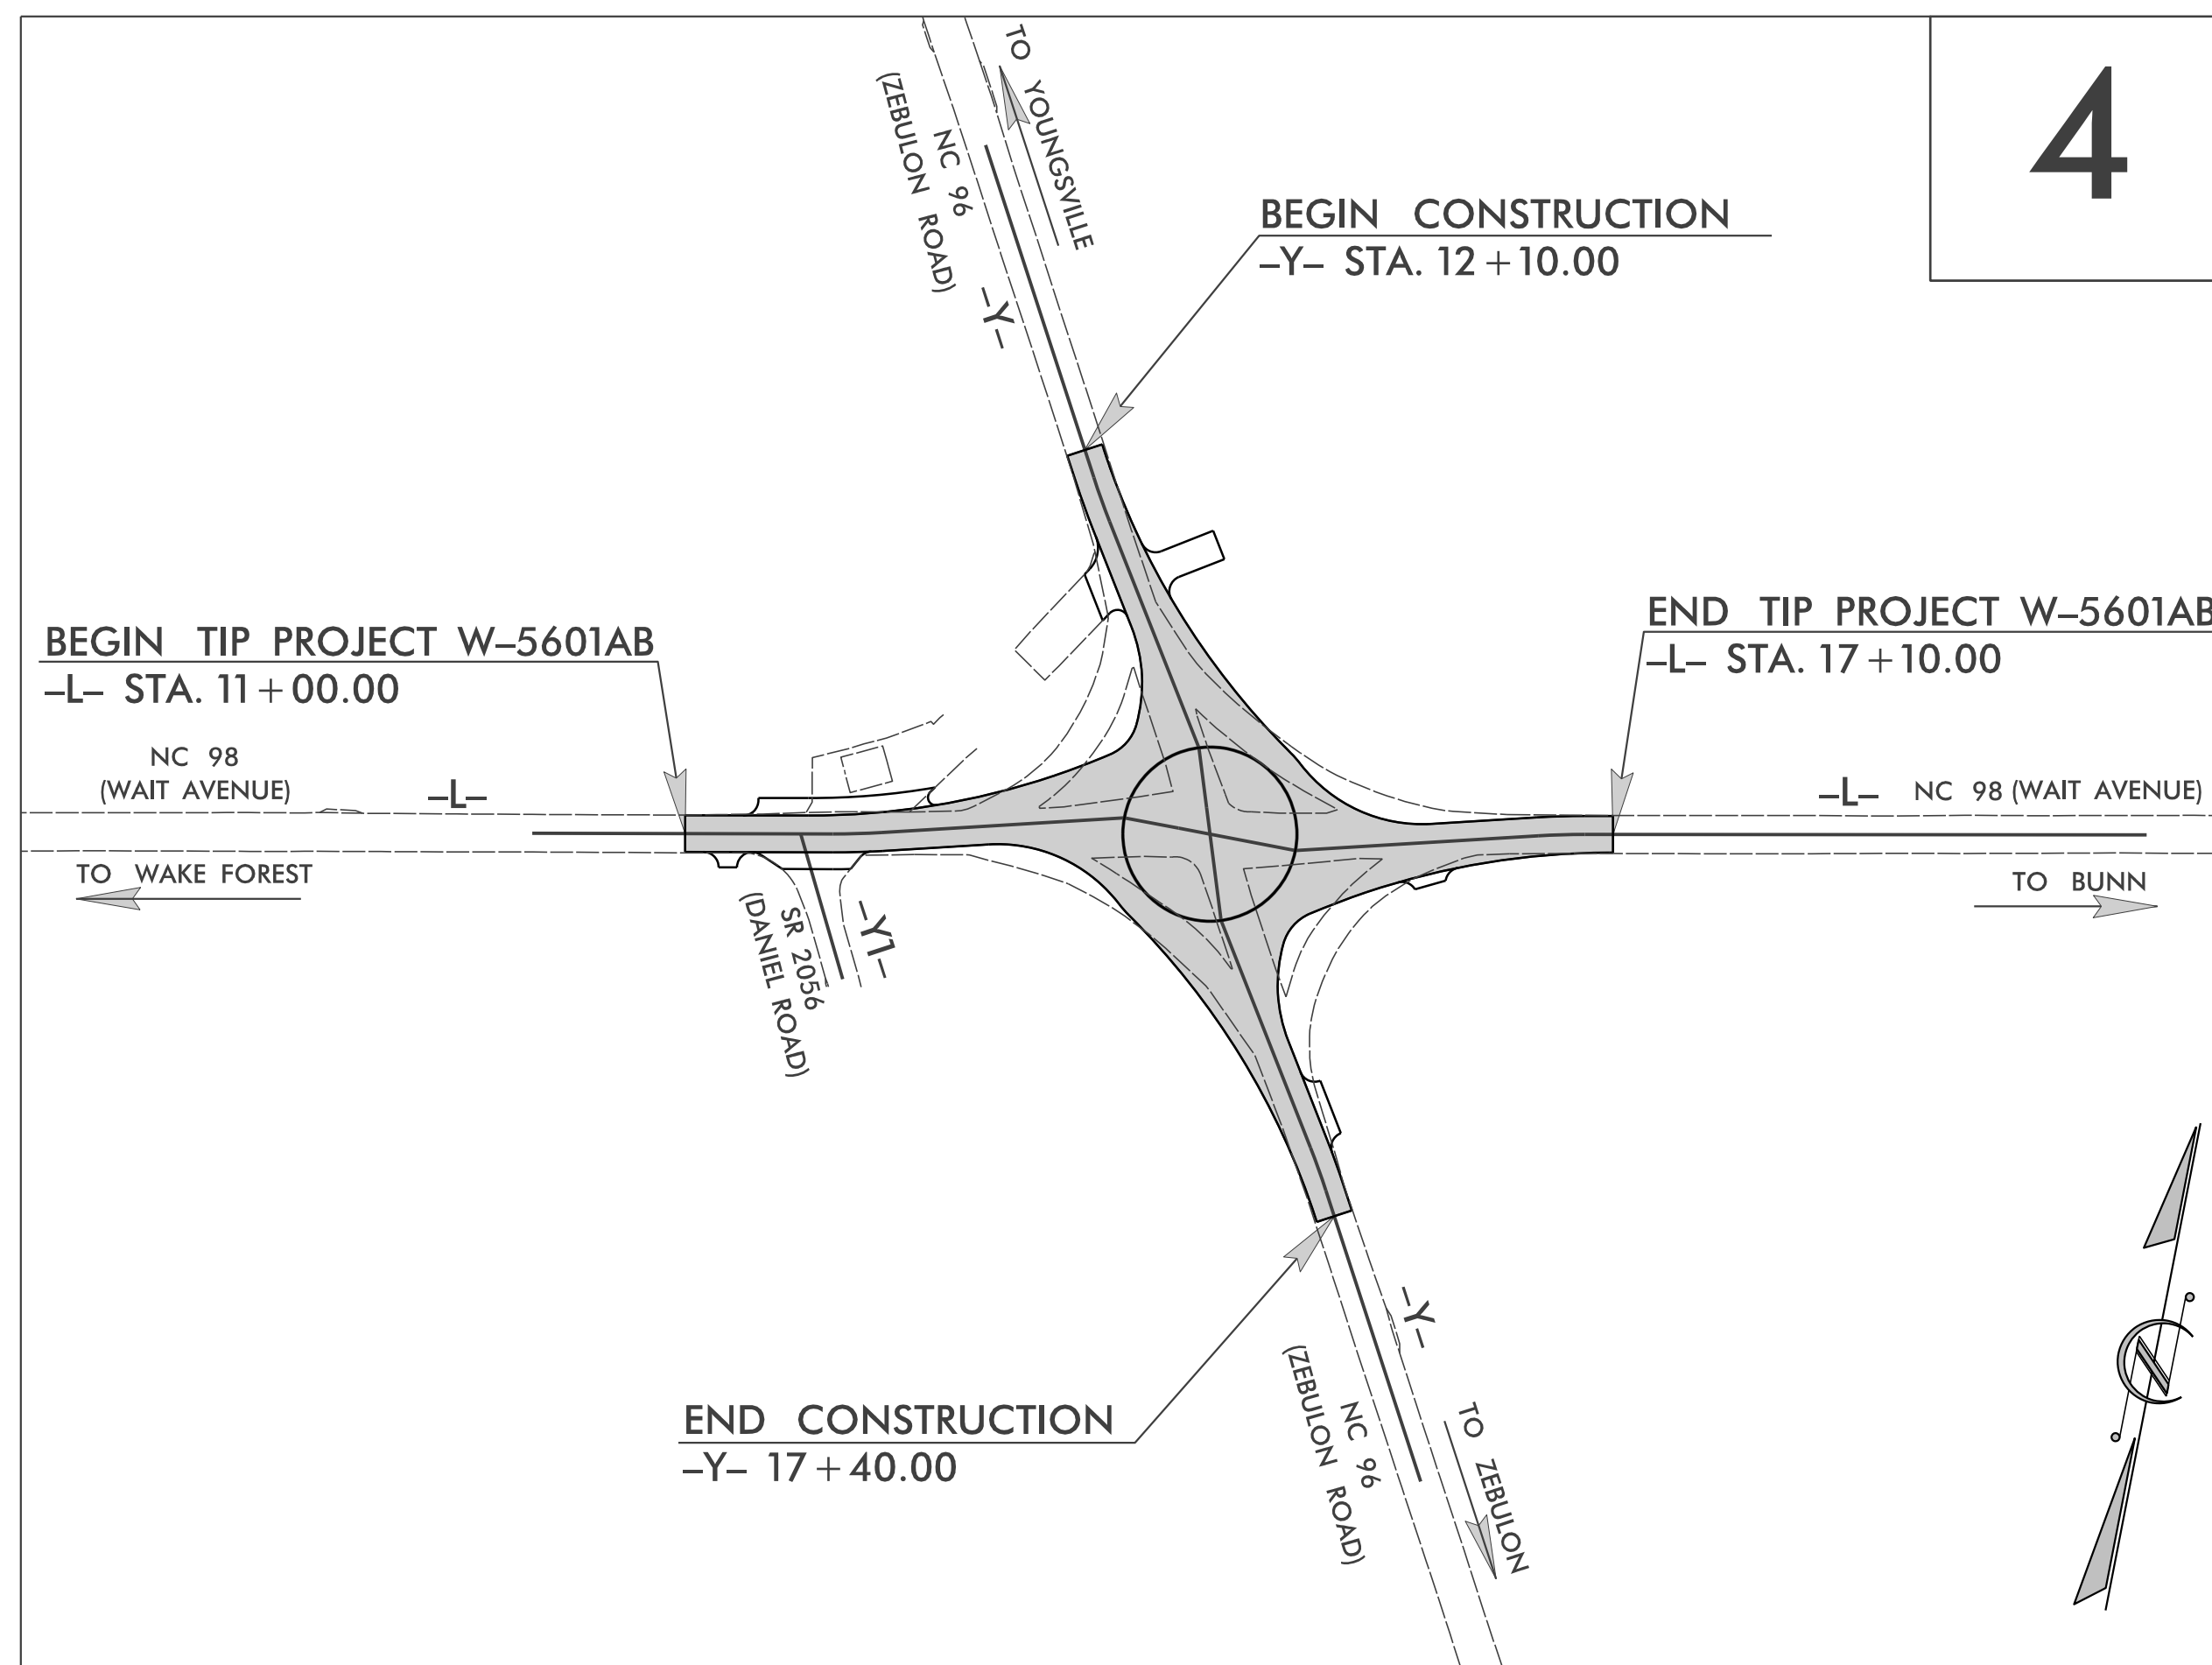 4
TO YOUNGSVILLE
NC 96
(ZEBULON ROAD)
–Y–
BEGIN CONSTRUCTION
–Y– STA. 12+10.00
BEGIN TIP PROJECT W–5601AB
–L– STA. 11+00.00
END TIP PROJECT W–5601AB
–L– STA. 17+10.00
NC 98
(WAIT AVENUE)
–L–
–L– NC 98 (WAIT AVENUE)
TO WAKE FOREST
TO BUNN
–Y1–
SR 2056
(DANIEL ROAD)
–Y–
END CONSTRUCTION
–Y– 17+40.00
NC 96
(ZEBULON ROAD)
TO ZEBULON
N